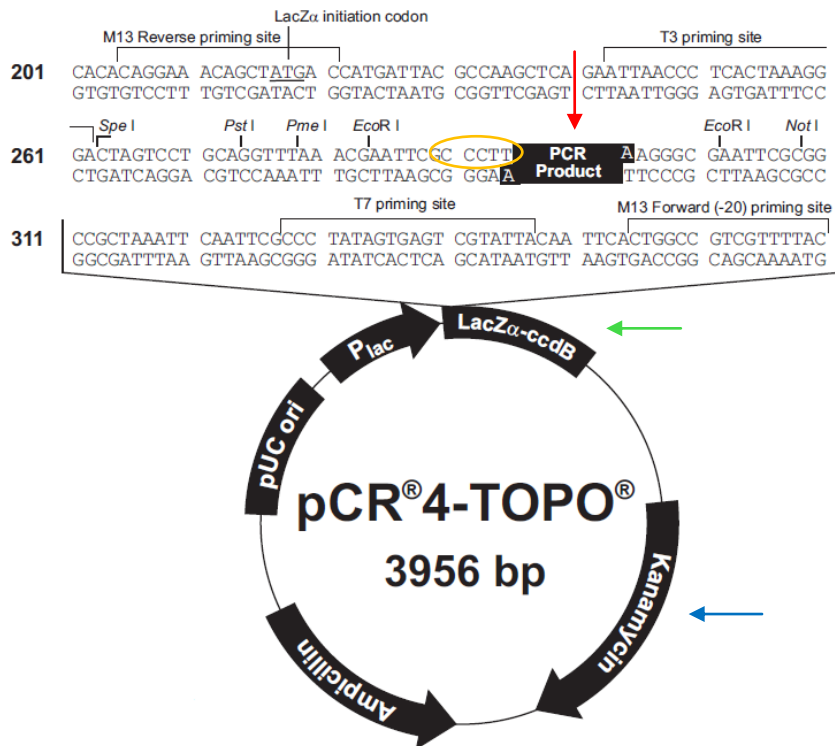 LacZα initiation codon
M13 Reverse priming site
T3 priming site
201 CACACAGGAA ACAGCTATGA CCATGATTAC GCCAAGCTCA GAATTAACCC TCACTAAAGG
GTGTGTCCTT TGTCGATACT GGTACTAATG CGGTTCGAGT CTTAATTGGG AGTGATTTCC
Spe I Pst I Pme I EcoR I EcoR I Not I
261 GACTAGTCCT GCAGGTTTAA ACGAATTCGC CCTT PCR A AGGGC GAATTCGCGG
CTGATCAGGA CGTCCAAATT TGCTTAAGCG GGA A Product TTCCCG CTTAAGCGCC
T7 priming site M13 Forward (-20) priming site
311 CCGCTAAATT CAATTCGCCC TATAGTGAGT CGTATTACAA TTCACTGGCC GTCGTTTTAC
GGCGATTTAA GTTAAGCGGG ATATCACTCA GCATAATGTT AAGTGACCGG CAGCAAAATG
Plac
LacZα-ccdB
pUC ori
pCR®4-TOPO®
3956 bp
Kanamycin
Ampicillin